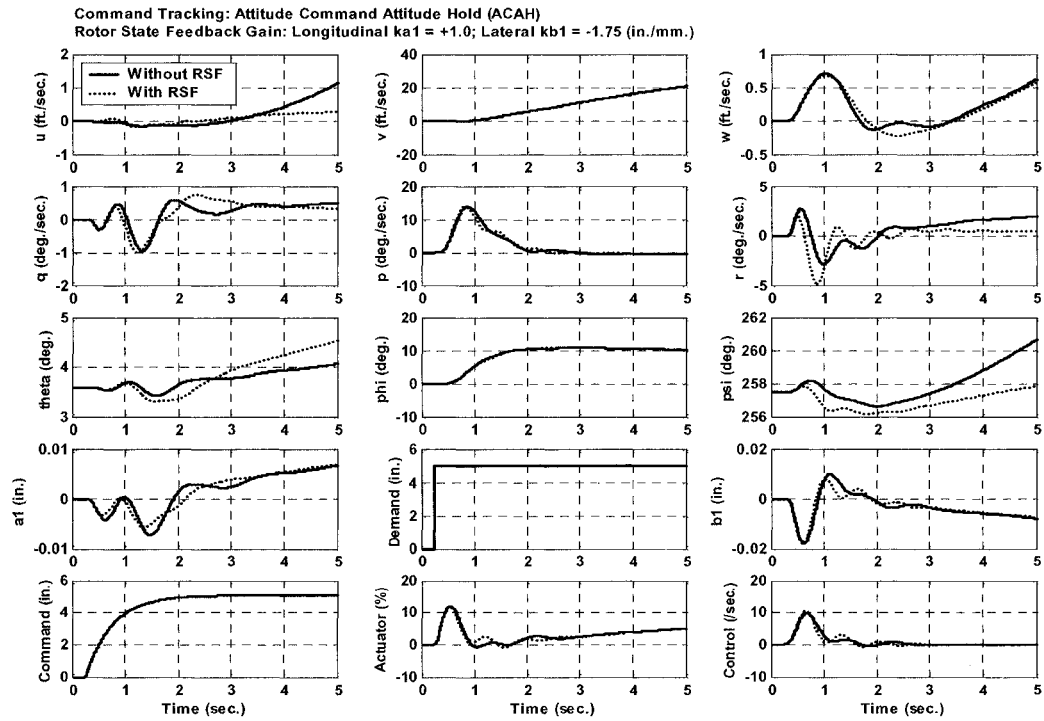 Command Tracking: Attitude Command Attitude Hold (ACAH)
Rotor State Feedback Gain: Longitudinal ka1 = +1.0; Lateral kb1 = -1.75 (in./mm.)
u (ft./sec.)
2
1
0
-1
0 1 2 3 4 5
Without RSF
With RSF
v (ft./sec.)
40
20
0
-20
0 1 2 3 4 5
w (ft./sec.)
1
0.5
0
-0.5
0 1 2 3 4 5
q (deg./sec.)
1
0
-1
-2
0 1 2 3 4 5
p (deg./sec.)
20
10
0
-10
0 1 2 3 4 5
r (deg./sec.)
5
0
-5
0 1 2 3 4 5
theta (deg.)
5
4
3
0 1 2 3 4 5
phi (deg.)
20
10
0
-10
0 1 2 3 4 5
psi (deg.)
262
260
258
256
0 1 2 3 4 5
a1 (in.)
0.01
0
-0.01
0 1 2 3 4 5
Demand (in.)
6
4
2
0
0 1 2 3 4 5
b1 (in.)
0.02
0
-0.02
0 1 2 3 4 5
Command (in.)
6
4
2
0
0 1 2 3 4 5
Time (sec.)
Actuator (%)
20
10
0
-10
0 1 2 3 4 5
Time (sec.)
Control (/sec.)
20
10
0
-10
0 1 2 3 4 5
Time (sec.)